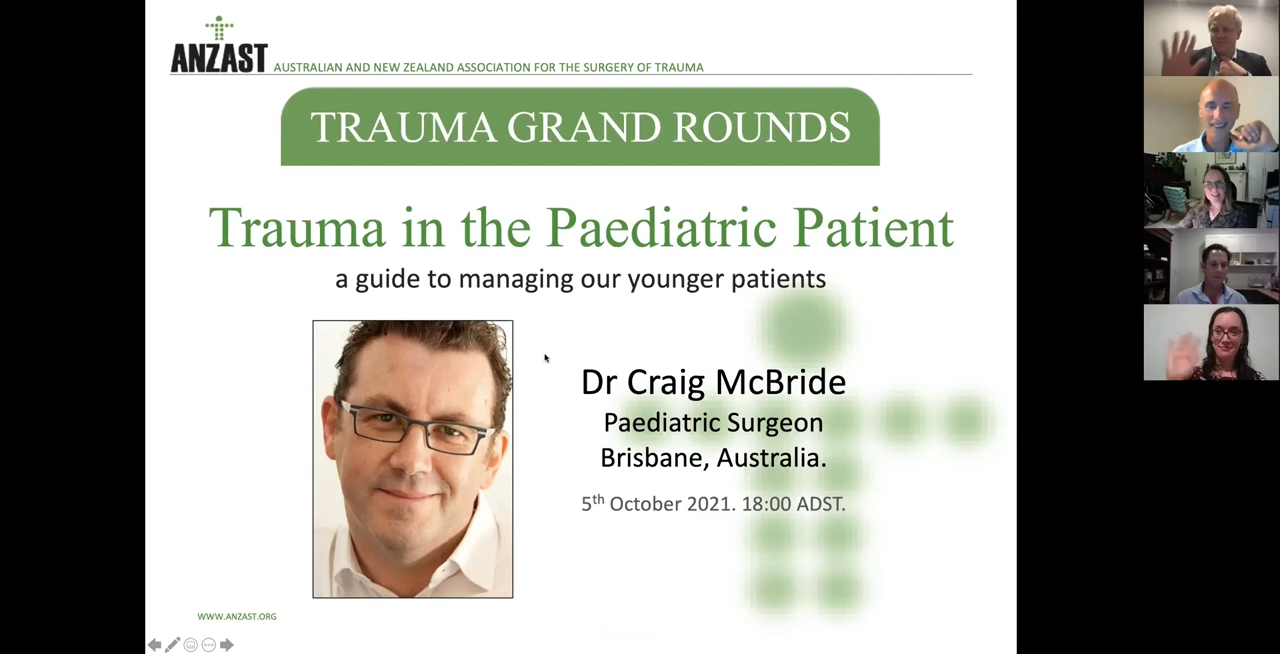 ANZAST
AUSTRALIAN AND NEW ZEALAND ASSOCIATION FOR THE SURGERY OF TRAUMA
TRAUMA GRAND ROUNDS
Trauma in the Paediatric Patient
a guide to managing our younger patients
Dr Craig McBride
Paediatric Surgeon
Brisbane, Australia.
5th October 2021. 18:00 ADST.
WWW.ANZAST.ORG